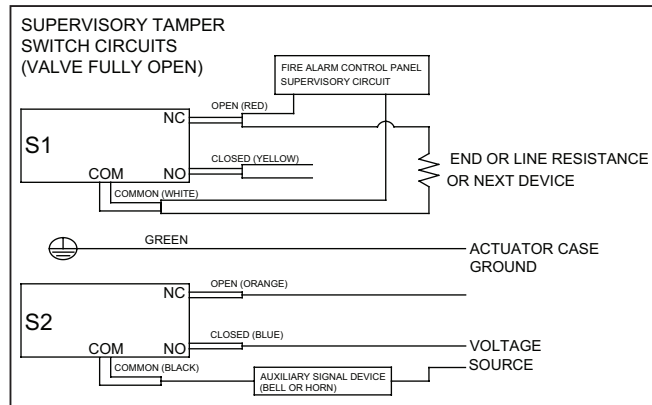 SUPERVISORY TAMPER
SWITCH CIRCUITS
(VALVE FULLY OPEN)
FIRE ALARM CONTROL PANEL
SUPERVISORY CIRCUIT
OPEN (RED)
NC
S1
CLOSED (YELLOW)
NO
COM
COMMON (WHITE)
END OR LINE RESISTANCE
OR NEXT DEVICE
GREEN
ACTUATOR CASE
GROUND
OPEN (ORANGE)
NC
S2
CLOSED (BLUE)
NO
COM
COMMON (BLACK)
VOLTAGE
SOURCE
AUXILIARY SIGNAL DEVICE
(BELL OR HORN)